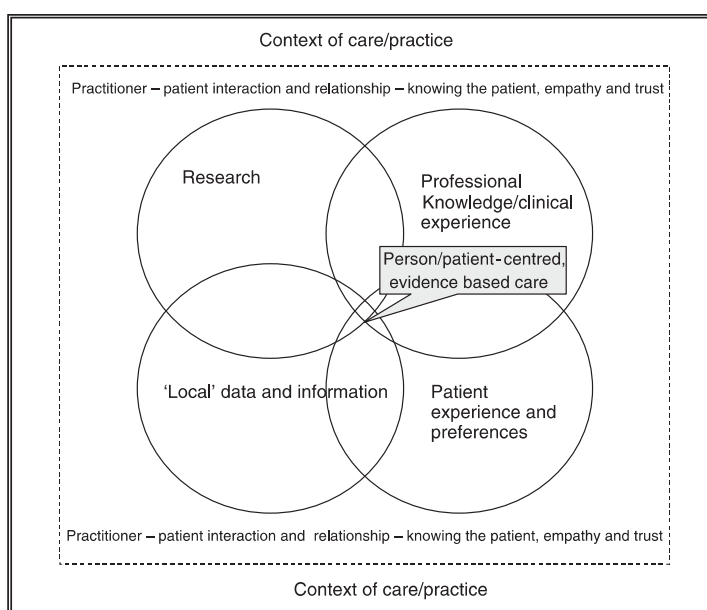 Context of care/practice
Practitioner – patient interaction and relationship – knowing the patient, empathy and trust
Research
Professional
Knowledge/clinical
experience
Person/patient-centred,
evidence based care
‘Local’ data and information
Patient
experience and
preferences
Practitioner – patient interaction and relationship – knowing the patient, empathy and trust
Context of care/practice